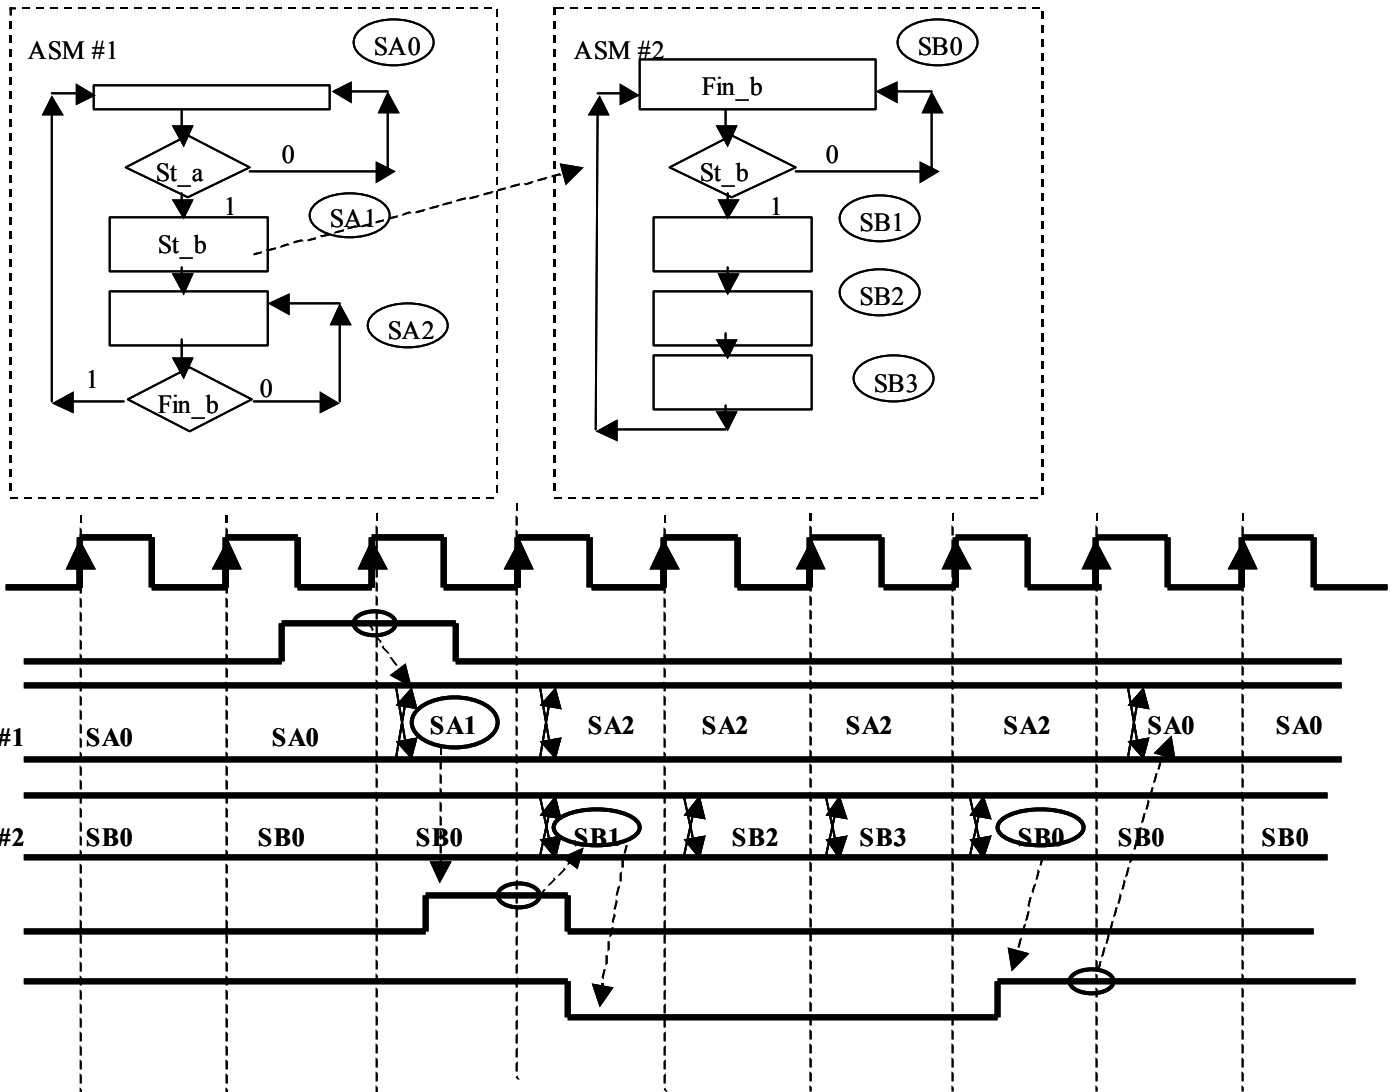 ASM #1
SA0
St_a
0
1
SA1
St_b
SA2
1
0
Fin_b
ASM #2
SB0
Fin_b
St_b
0
1
SB1
SB2
SB3
#1 SA0 SA0 SA1 SA2 SA2 SA2 SA2 SA0 SA0
#2 SB0 SB0 SB0 SB1 SB2 SB3 SB0 SB0 SB0